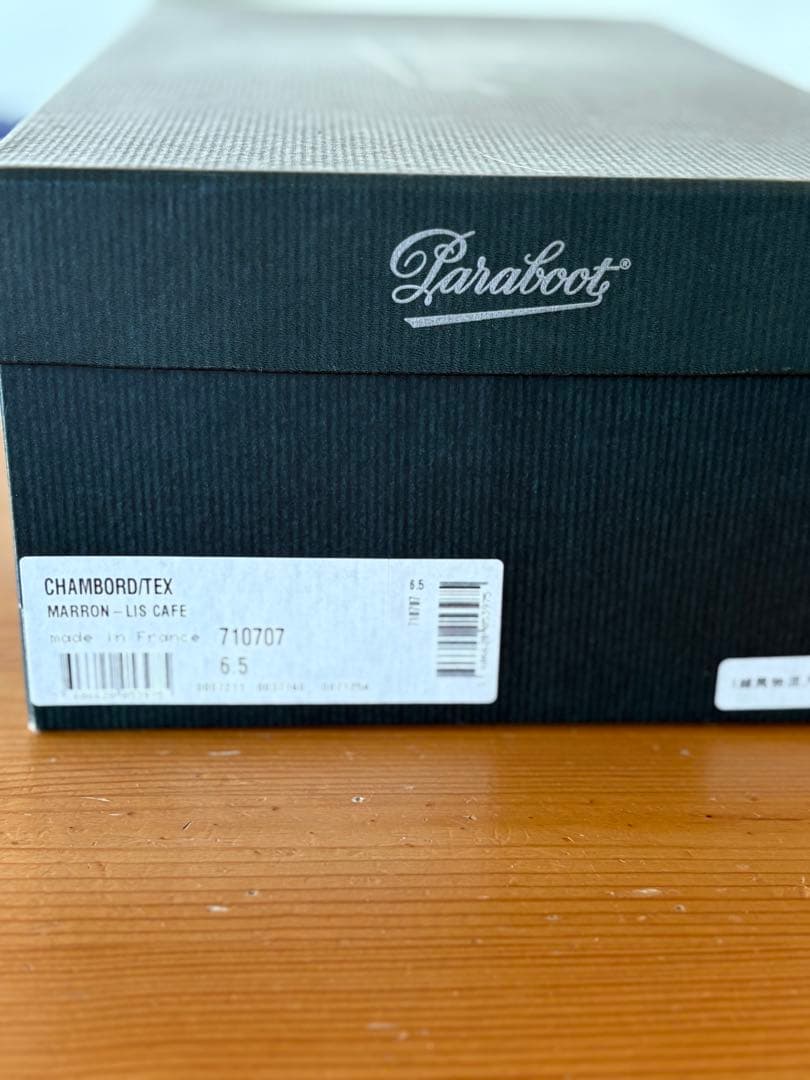 Paraboot®
CHAMBORD/TEX
MARRON – LIS CAFE
made in France 710707
6.5
6.5
710707